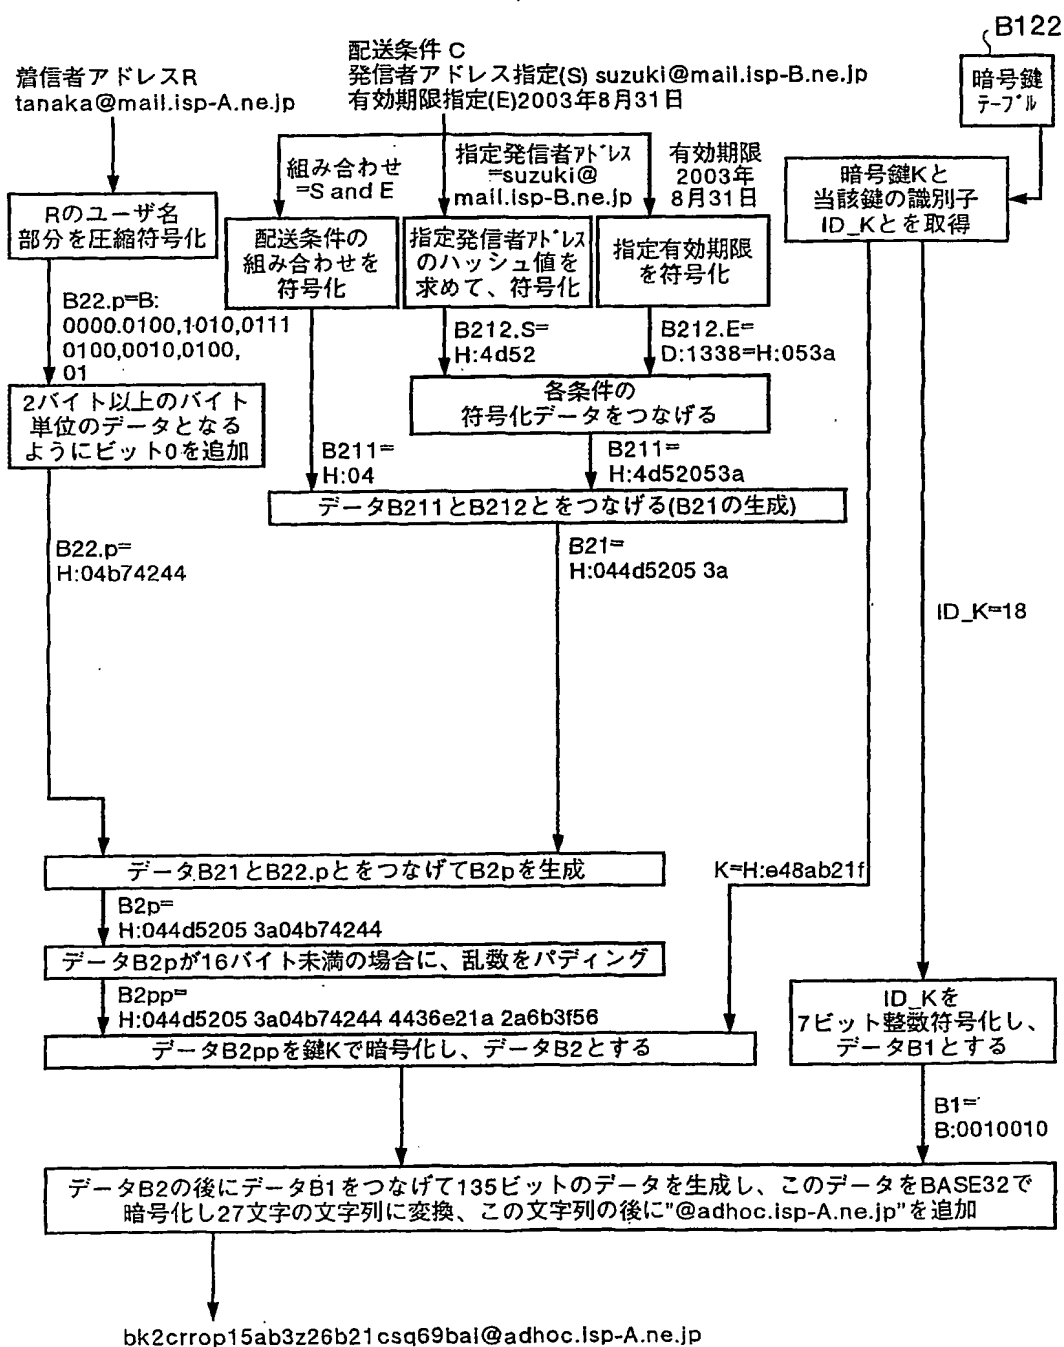 B122
暗号鍵
テーブル
着信者アドレスR
tanaka@mail.isp-A.ne.jp
配送条件 C
発信者アドレス指定(S) suzuki@mail.isp-B.ne.jp
有効期限指定(E)2003年8月31日
組み合わせ
=S and E
指定発信者アドレス
=suzuki@
mail.isp-B.ne.jp
有効期限
2003年
8月31日
暗号鍵Kと
当該鍵の識別子
ID_Kとを取得
Rのユーザ名
部分を圧縮符号化
配送条件の
組み合わせを
符号化
指定発信者アドレス
のハッシュ値を
求めて、符号化
指定有効期限
を符号化
B22.p=B:
0000.0100,1010,0111
0100,0010,0100,
01
B212.S=
H:4d52
B212.E=
D:1338=H:053a
2バイト以上のバイト
単位のデータとなる
ようにビット0を追加
各条件の
符号化データをつなげる
B211=
H:04
B211=
H:4d52053a
データB211とB212とをつなげる(B21の生成)
B22.p=
H:04b74244
B21=
H:044d5205 3a
ID_K=18
データB21とB22.pとをつなげてB2pを生成
K=H:e48ab21f
B2p=
H:044d5205 3a04b74244
データB2pが16バイト未満の場合に、乱数をパディング
B2pp=
H:044d5205 3a04b74244 4436e21a 2a6b3f56
データB2ppを鍵Kで暗号化し、データB2とする
ID_Kを
7ビット整数符号化し、
データB1とする
B1=
B:0010010
データB2の後にデータB1をつなげて135ビットのデータを生成し、このデータをBASE32で
暗号化し27文字の文字列に変換、この文字列の後に"@adhoc.isp-A.ne.jp"を追加
bk2crrop15ab3z26b21csq69bai@adhoc.isp-A.ne.jp